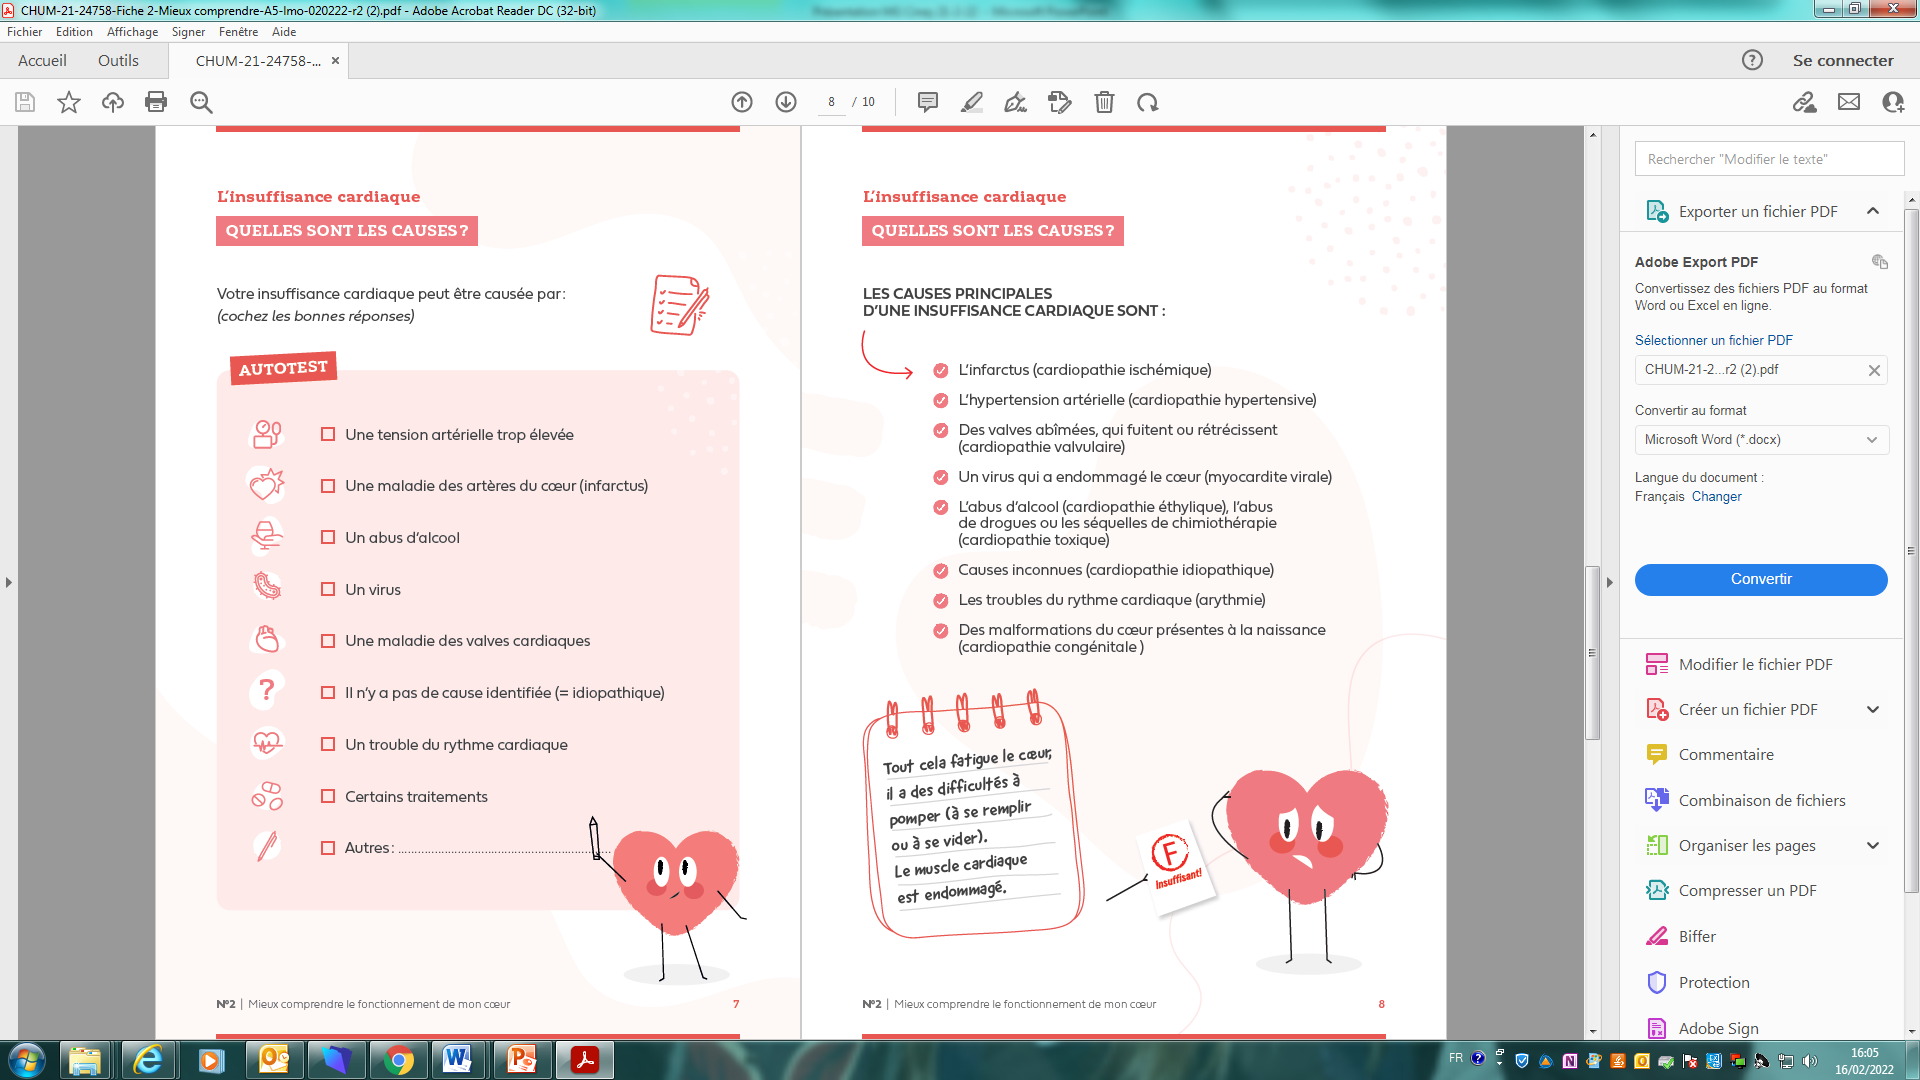 CHUM-21-24758-Fiche 2-Mieux comprendre-A5-Imo-020222-r2 (2).pdf - Adobe Acrobat Reader DC (32-bit)
Fichier Edition Affichage Signer Fenêtre Aide
Accueil Outils CHUM-21-24758-... × Se connecter
8 / 10
L'insuffisance cardiaque
QUELLES SONT LES CAUSES ?
Votre insuffisance cardiaque peut être causée par :
(cochez les bonnes réponses)
AUTOTEST
Une tension artérielle trop élevée
Une maladie des artères du cœur (infarctus)
Un abus d'alcool
Un virus
Une maladie des valves cardiaques
?
Il n'y a pas de cause identifiée (= idiopathique)
Un trouble du rythme cardiaque
Certains traitements
Autres : ............................................................
N°2 | Mieux comprendre le fonctionnement de mon cœur 7
L'insuffisance cardiaque
QUELLES SONT LES CAUSES ?
LES CAUSES PRINCIPALES
D'UNE INSUFFISANCE CARDIAQUE SONT :
L'infarctus (cardiopathie ischémique)
L'hypertension artérielle (cardiopathie hypertensive)
Des valves abîmées, qui fuitent ou rétrécissent
(cardiopathie valvulaire)
Un virus qui a endommagé le cœur (myocardite virale)
L'abus d'alcool (cardiopathie éthylique), l'abus
de drogues ou les séquelles de chimiothérapie
(cardiopathie toxique)
Causes inconnues (cardiopathie idiopathique)
Les troubles du rythme cardiaque (arythmie)
Des malformations du cœur présentes à la naissance
(cardiopathie congénitale )
Tout cela fatigue le cœur,
il a des difficultés à
pomper (à se remplir
ou à se vider).
Le muscle cardiaque
est endommagé.
F
Insuffisant!
N°2 | Mieux comprendre le fonctionnement de mon cœur 8
Rechercher "Modifier le texte"
Exporter un fichier PDF
Adobe Export PDF
Convertissez des fichiers PDF au format
Word ou Excel en ligne.
Sélectionner un fichier PDF
CHUM-21-2...r2 (2).pdf
Convertir au format
Microsoft Word (*.docx)
Langue du document :
Français Changer
Convertir
Modifier le fichier PDF
Créer un fichier PDF
Commentaire
Combinaison de fichiers
Organiser les pages
Compresser un PDF
Biffer
Protection
Adobe Sign
FR
16:05
16/02/2022